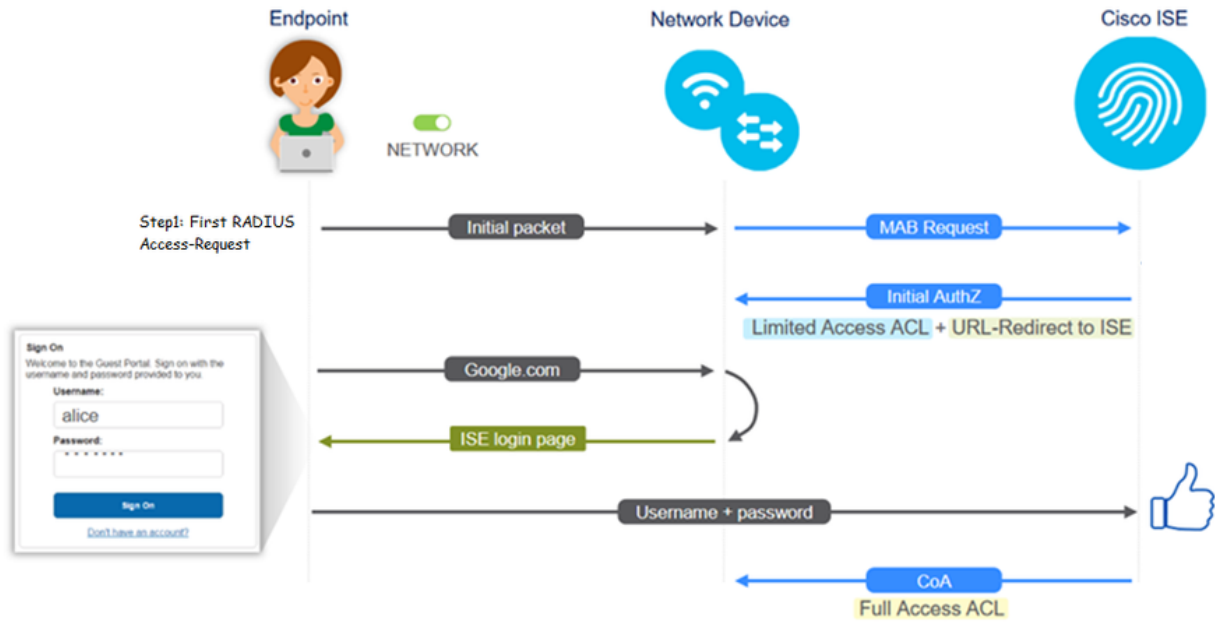 Endpoint
Network Device
Cisco ISE
NETWORK
Step1: First RADIUS
Access-Request
Initial packet
MAB Request
Initial AuthZ
Limited Access ACL + URL-Redirect to ISE
Sign On
Welcome to the Guest Portal. Sign on with the
username and password provided to you.
Username:
alice
Password:
•••••••
Sign On
Don't have an account?
Google.com
ISE login page
Username + password
CoA
Full Access ACL